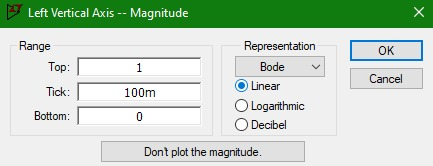 Left Vertical Axis -- Magnitude
Range
Top: 1
Tick: 100m
Bottom: 0
Representation
Bode
Linear
Logarithmic
Decibel
OK
Cancel
Don't plot the magnitude.